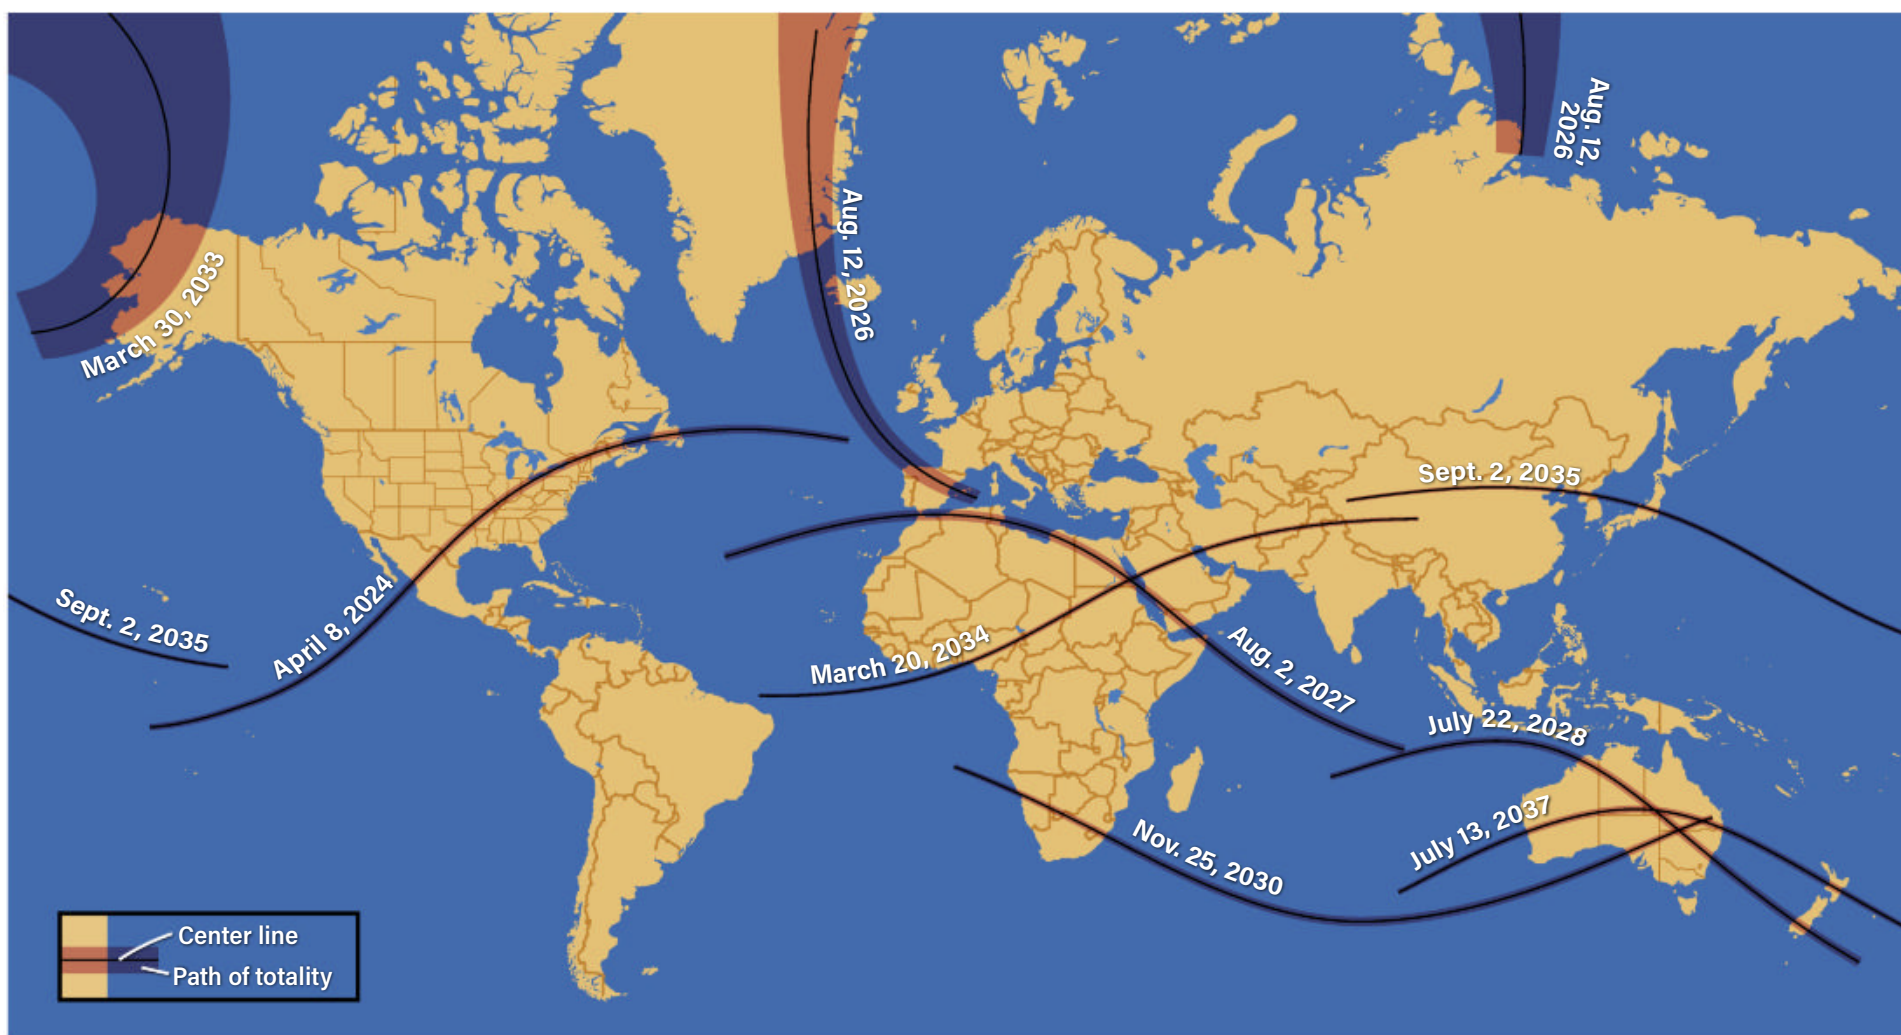 Aug. 12,
2026
Aug. 12, 2026
March 30, 2033
Sept. 2, 2035
Sept. 2, 2035
April 8, 2024
March 20, 2034
Aug. 2, 2027
July 22, 2028
July 13, 2037
Nov. 25, 2030
Center line
Path of totality